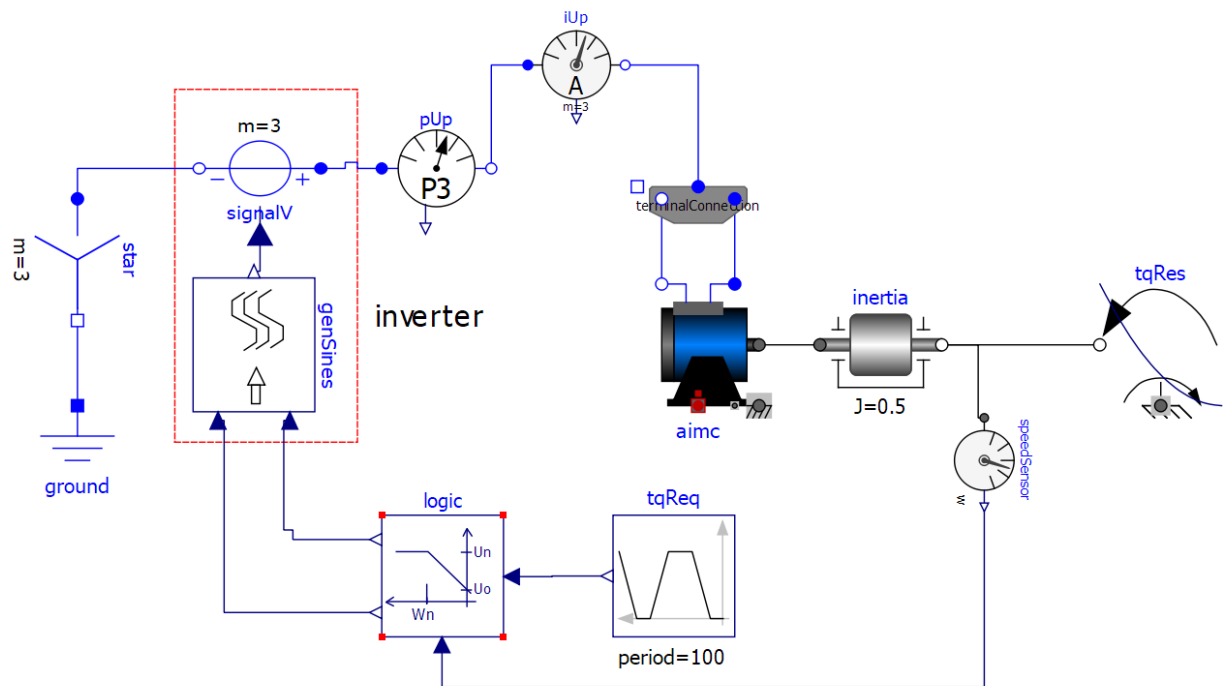 iUp
A
m=3
pUp
P3
m=3
− +
signalV
terminalConnection
star
m=3
genSines
inverter
inertia
tqRes
J=0.5
aimc
speedSensor
w
ground
logic
Un
Uo
Wn
tqReq
period=100